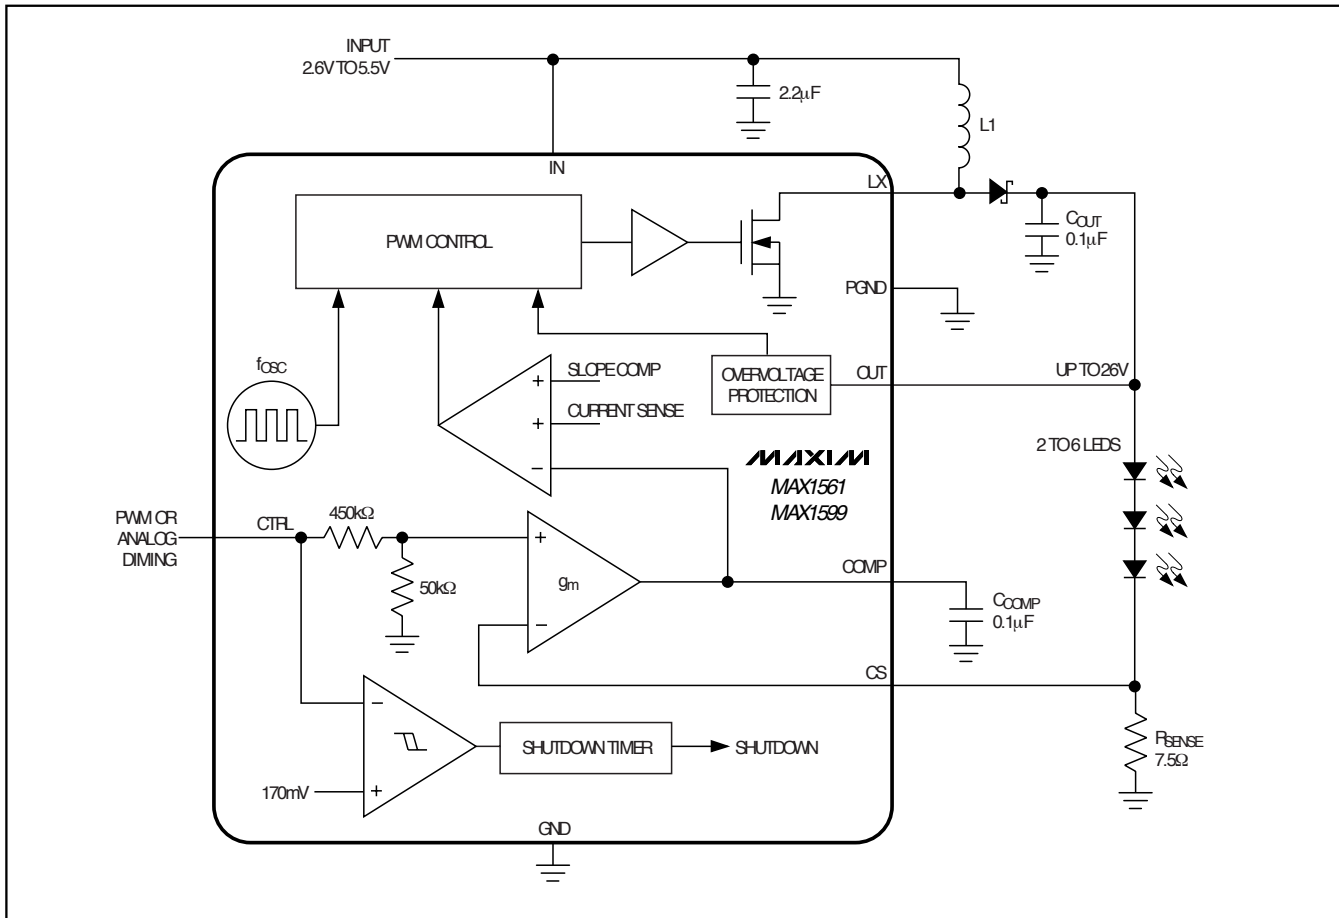 INPUT
2.6V TO 5.5V
2.2µF
L1
IN
LX
PWM CONTROL
COUT
0.1µF
PGND
fOSC
SLOPE COMP
+
CURRENT SENSE
+
−
OVERVOLTAGE
PROTECTION
OUT
UP TO 26V
MAXIM
MAX1561
MAX1599
2 TO 6 LEDS
PWM OR
ANALOG
DIMING
CTRL
450kΩ
50kΩ
+
gm
−
COMP
CCOMP
0.1µF
CS
−
SHUTDOWN TIMER
SHUTDOWN
RSENSE
7.5Ω
170mV
+
GND